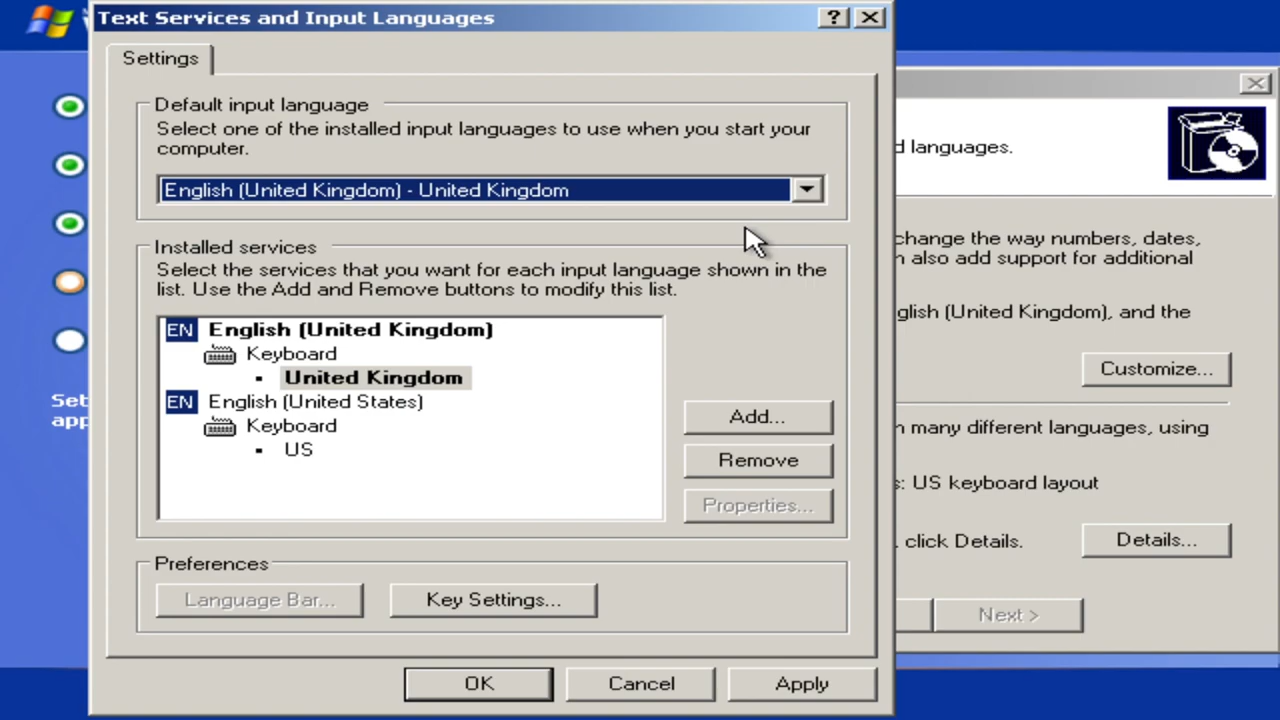 Text Services and Input Languages
Settings
Default input language
Select one of the installed input languages to use when you start your
computer.
English (United Kingdom) - United Kingdom
Installed services
Select the services that you want for each input language shown in the
list. Use the Add and Remove buttons to modify this list.
EN English (United Kingdom)
Keyboard
▪ United Kingdom
EN English (United States)
Keyboard
▪ US
Add...
Remove
Properties...
Preferences
Language Bar...
Key Settings...
OK
Cancel
Apply
languages.
change the way numbers, dates,
also add support for additional
glish (United Kingdom), and the
Customize...
many different languages, using
: US keyboard layout
click Details.
Details...
Next >
Set
app